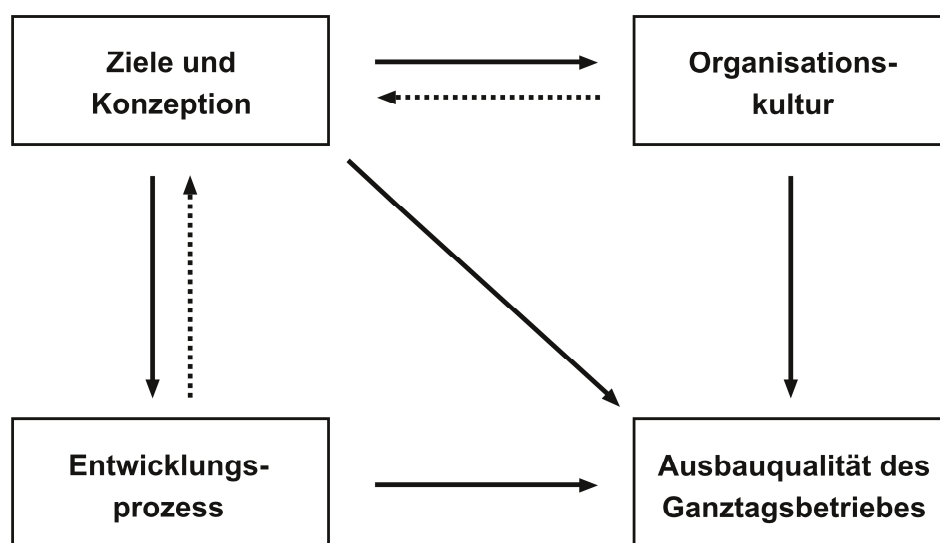 Ziele und
Konzeption
Organisations-
kultur
Entwicklungs-
prozess
Ausbauqualität des
Ganztagsbetriebes